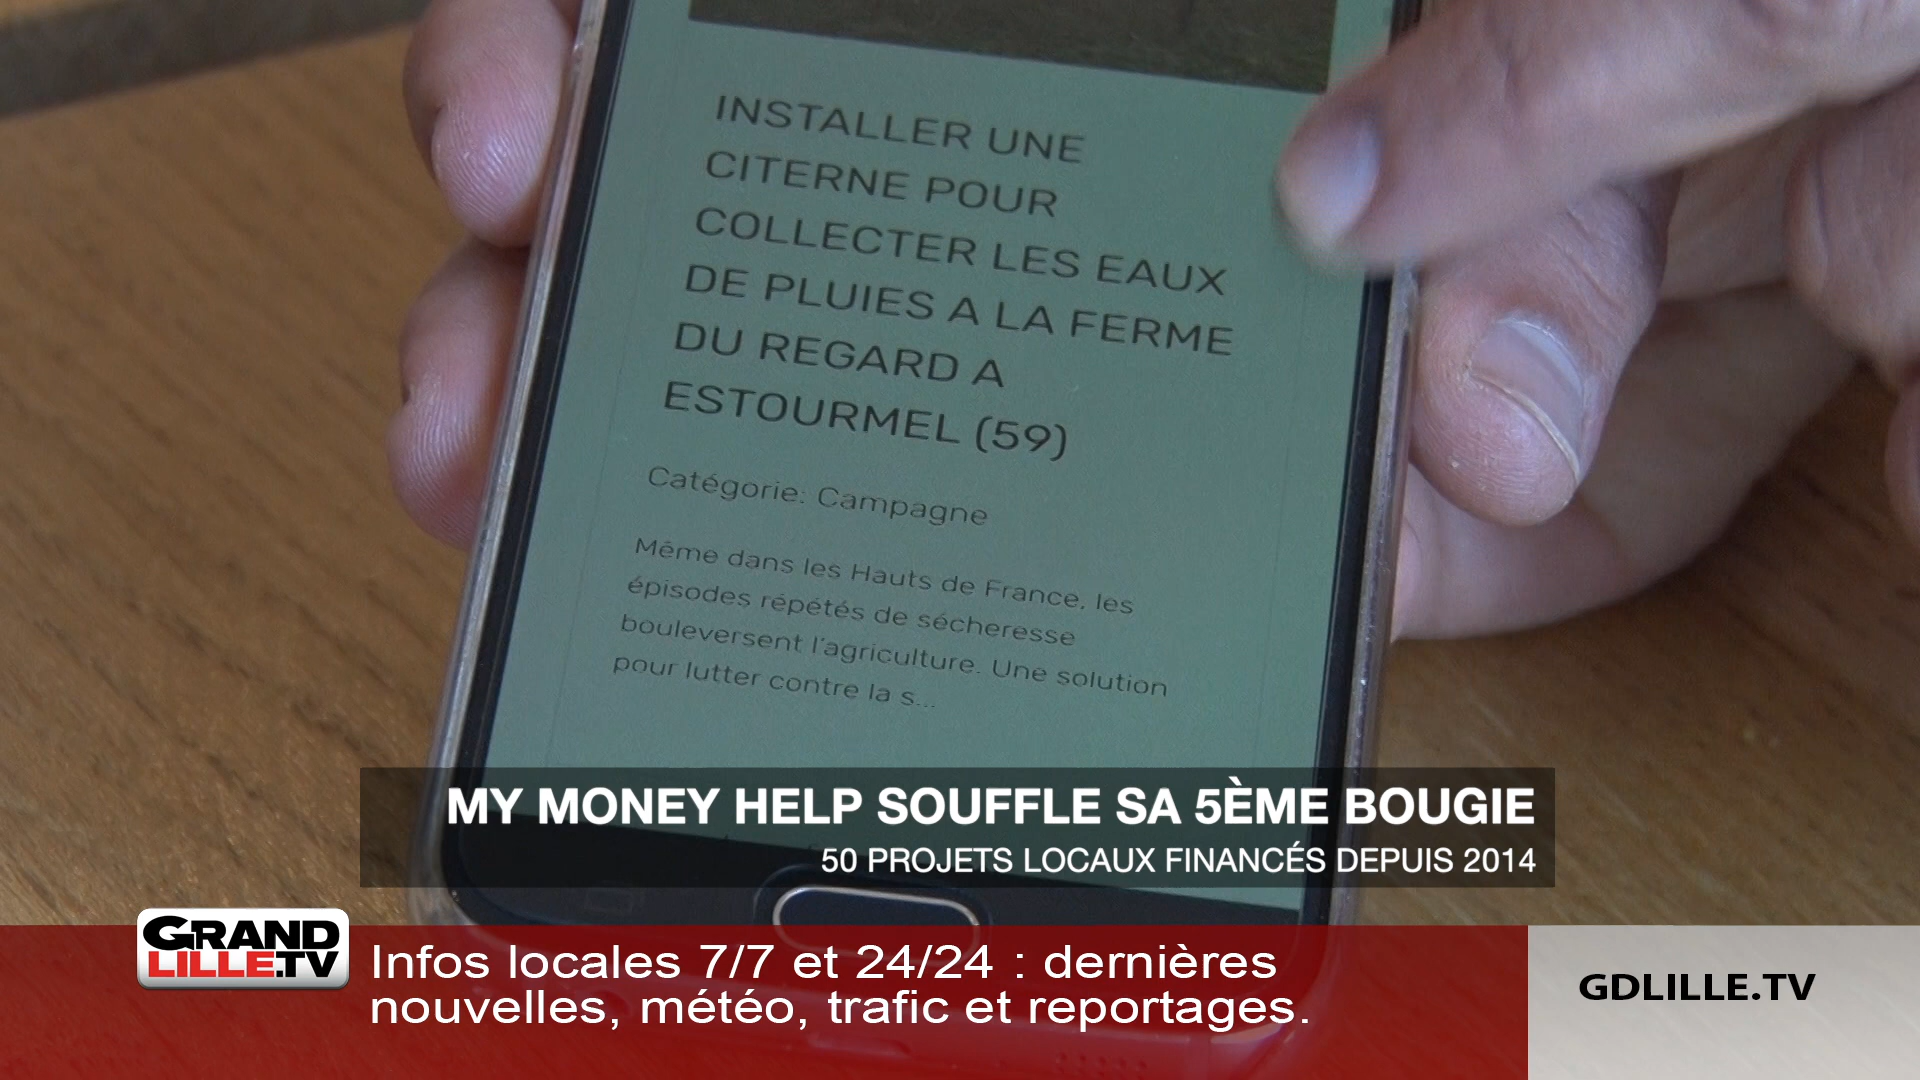 INSTALLER UNE
CITERNE POUR
COLLECTER LES EAUX
DE PLUIES A LA FERME
DU REGARD A
ESTOURMEL (59)
Catégorie: Campagne
Même dans les Hauts de France, les
épisodes répétés de sécheresse
bouleversent l'agriculture. Une solution
pour lutter contre la s...
MY MONEY HELP SOUFFLE SA 5ÈME BOUGIE
50 PROJETS LOCAUX FINANCÉS DEPUIS 2014
GRAND
LILLE.TV
Infos locales 7/7 et 24/24 : dernières
nouvelles, météo, trafic et reportages.
GDLILLE.TV